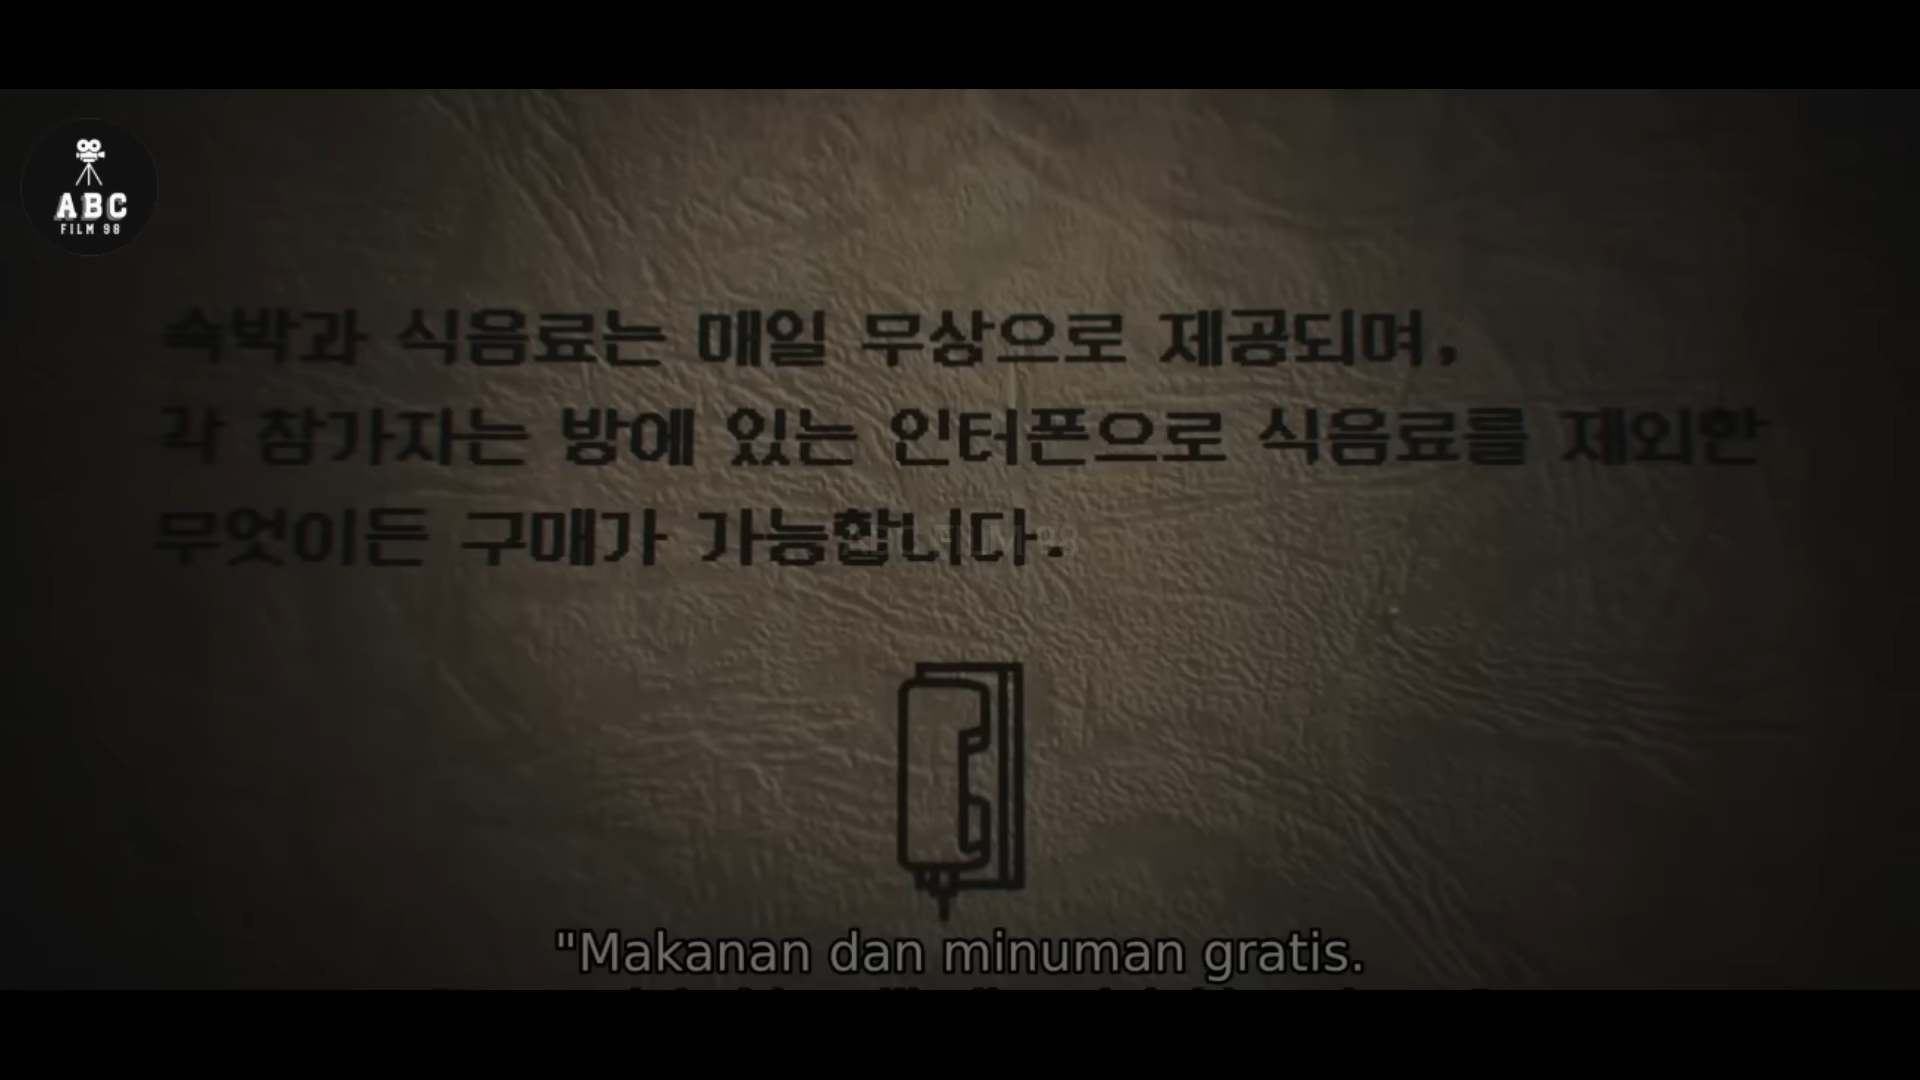 ABC
FILM 98
숙박과 식음료는 매일 무상으로 제공되며,
각 참가자는 방에 있는 인터폰으로 식음료를 제외한
무엇이든 구매가 가능합니다.
"Makanan dan minuman gratis.